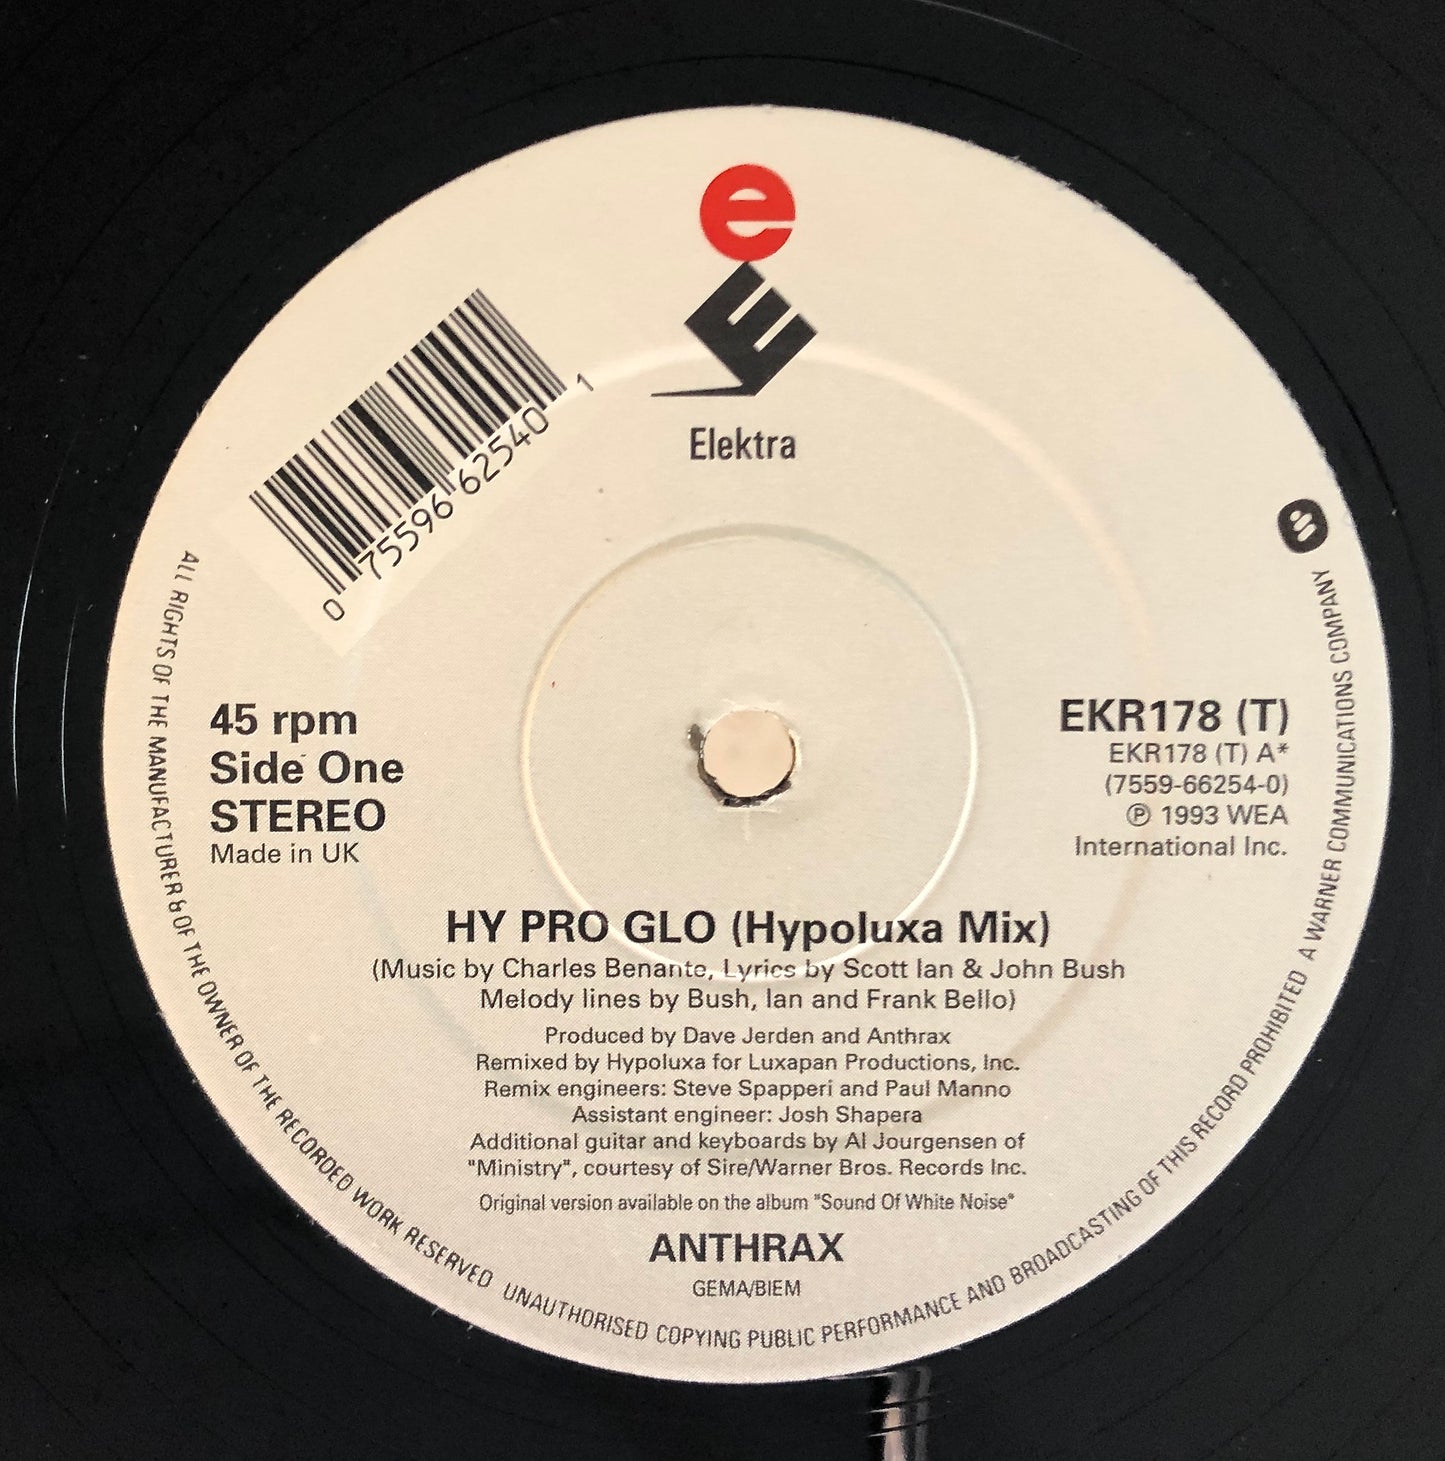 e
E
Elektra
0 75596 62540 1
45 rpm
Side One
STEREO
Made in UK
EKR178 (T)
EKR178 (T) A*
(7559-66254-0)
℗ 1993 WEA
International Inc.
HY PRO GLO (Hypoluxa Mix)
(Music by Charles Benante, Lyrics by Scott Ian & John Bush
Melody lines by Bush, Ian and Frank Bello)
Produced by Dave Jerden and Anthrax
Remixed by Hypoluxa for Luxapan Productions, Inc.
Remix engineers: Steve Spapperi and Paul Manno
Assistant engineer: Josh Shapera
Additional guitar and keyboards by Al Jourgensen of
"Ministry", courtesy of Sire/Warner Bros. Records Inc.
Original version available on the album "Sound Of White Noise"
ANTHRAX
GEMA/BIEM
ALL RIGHTS OF THE MANUFACTURER & OF THE OWNER OF THE RECORDED WORK RESERVED UNAUTHORISED COPYING PUBLIC PERFORMANCE AND BROADCASTING OF THIS RECORD PROHIBITED A WARNER COMMUNICATIONS COMPANY